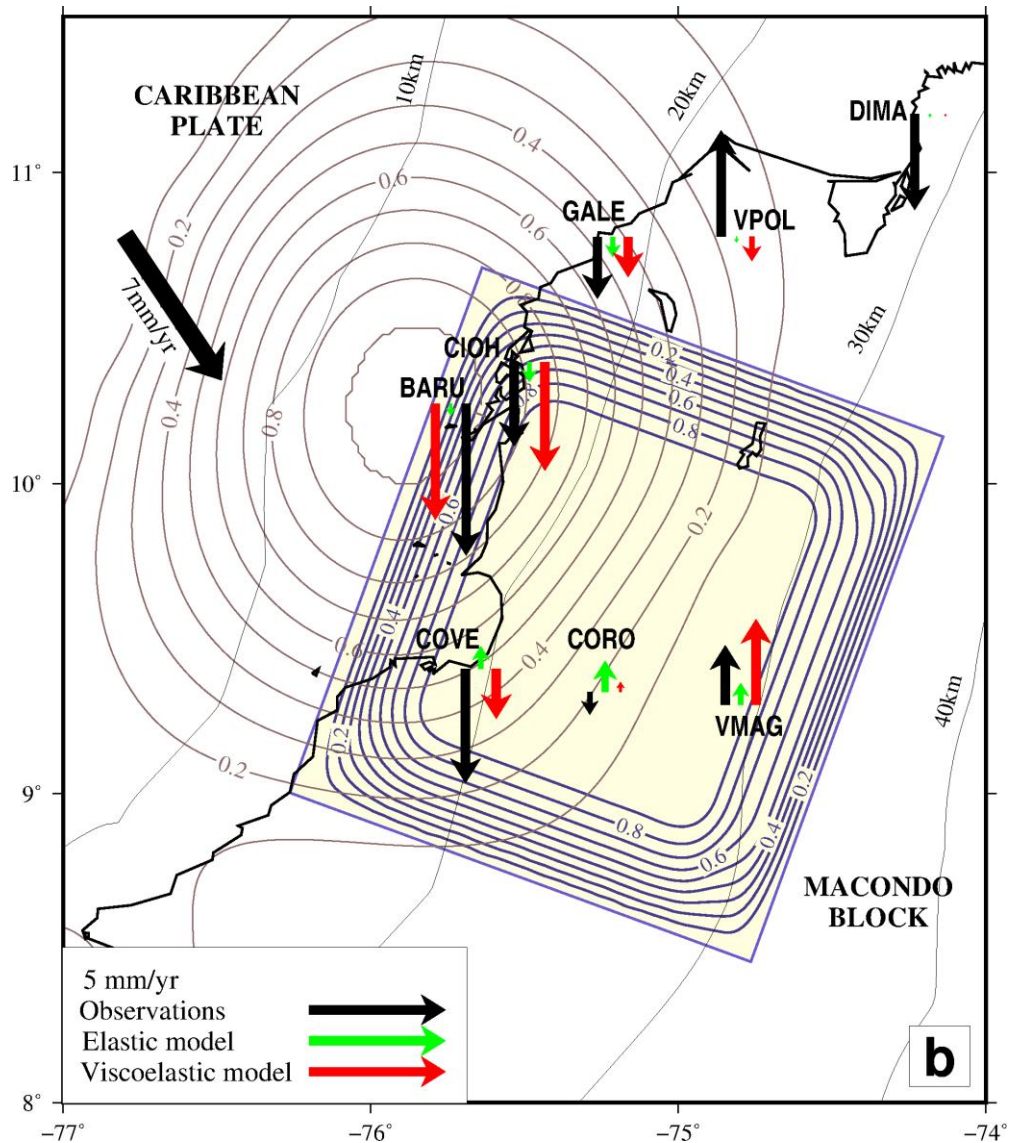 CARIBBEAN
PLATE
10km
20km
DIMA
0.4
0.2
0.6
GALE
VPOL
0.6
7mm/yr
0.8
30km
CIOH
0.2
0.4
BARU
0.6
0.4
0.8
0.8
0.8
0.6
0.2
0.4
COVE
CORO
0.6
0.4
VMAG
40km
0.2
0.2
0.2
0.8
0.4
0.6
MACONDO
BLOCK
5 mm/yr
Observations
Elastic model
Viscoelastic model
b
11°
10°
9°
8°
−77°
−76°
−75°
−74°